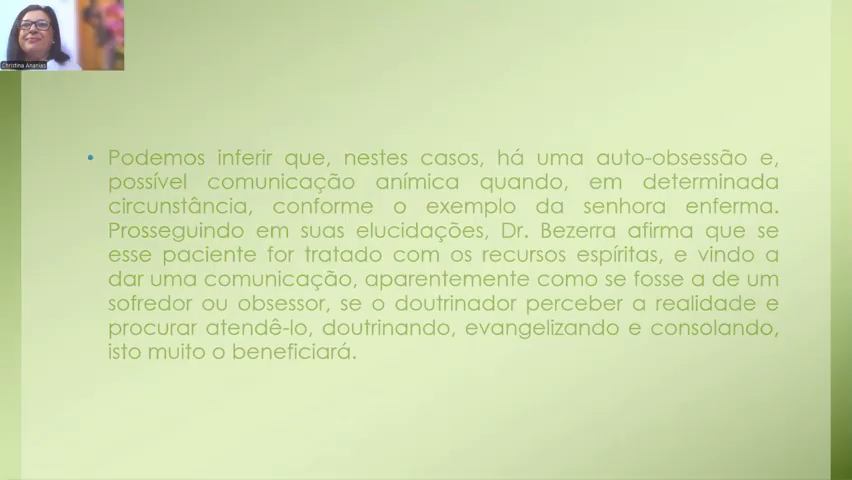 Christina Ananias
• Podemos inferir que, nestes casos, há uma auto-obsessão e,
possível comunicação anímica quando, em determinada
circunstância, conforme o exemplo da senhora enferma.
Prosseguindo em suas elucidações, Dr. Bezerra afirma que se
esse paciente for tratado com os recursos espíritas, e vindo a
dar uma comunicação, aparentemente como se fosse a de um
sofredor ou obsessor, se o doutrinador perceber a realidade e
procurar atendê-lo, doutrinando, evangelizando e consolando,
isto muito o beneficiará.